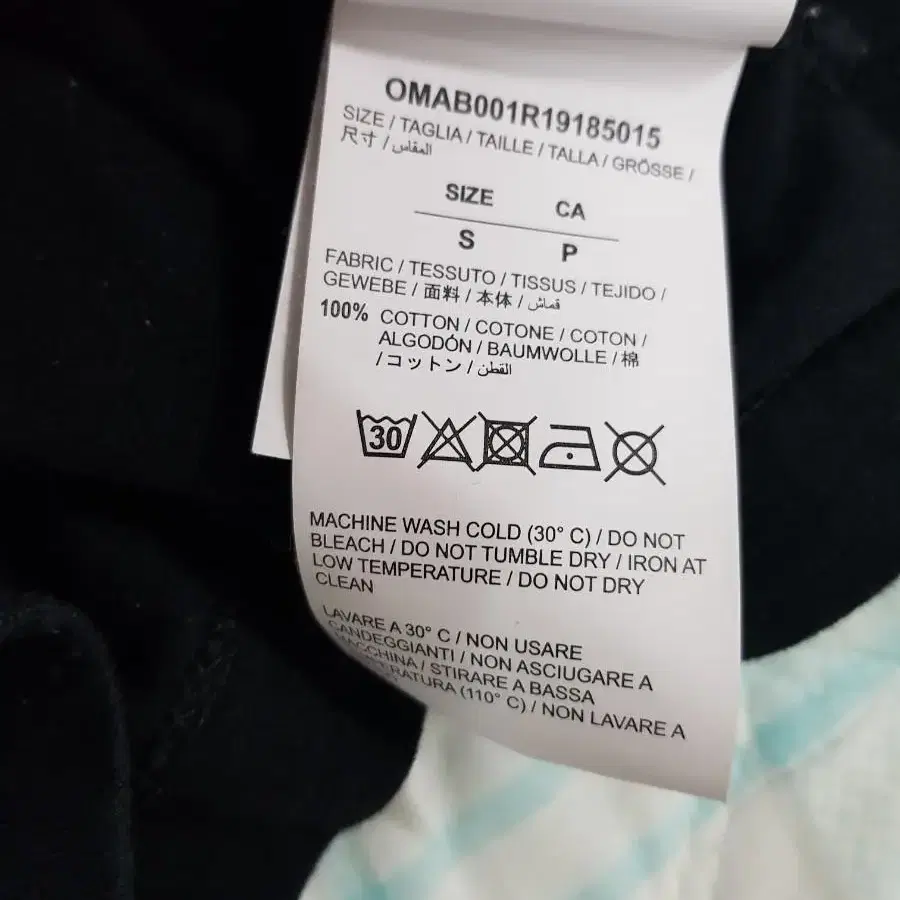 OMAB001R19185015
SIZE / TAGLIA / TAILLE / TALLA / GRÖSSE /
尺寸 / المقاس
SIZE CA
S P
FABRIC / TESSUTO / TISSUS / TEJIDO /
GEWEBE / 面料 / 本体 / قماش
100% COTTON / COTONE / COTON /
ALGODÓN / BAUMWOLLE / 棉
/ コットン / القطن
30
MACHINE WASH COLD (30° C) / DO NOT
BLEACH / DO NOT TUMBLE DRY / IRON AT
LOW TEMPERATURE / DO NOT DRY
CLEAN
LAVARE A 30° C / NON USARE
CANDEGGIANTI / NON ASCIUGARE A
MACCHINA / STIRARE A BASSA
(110° C) / NON LAVARE A